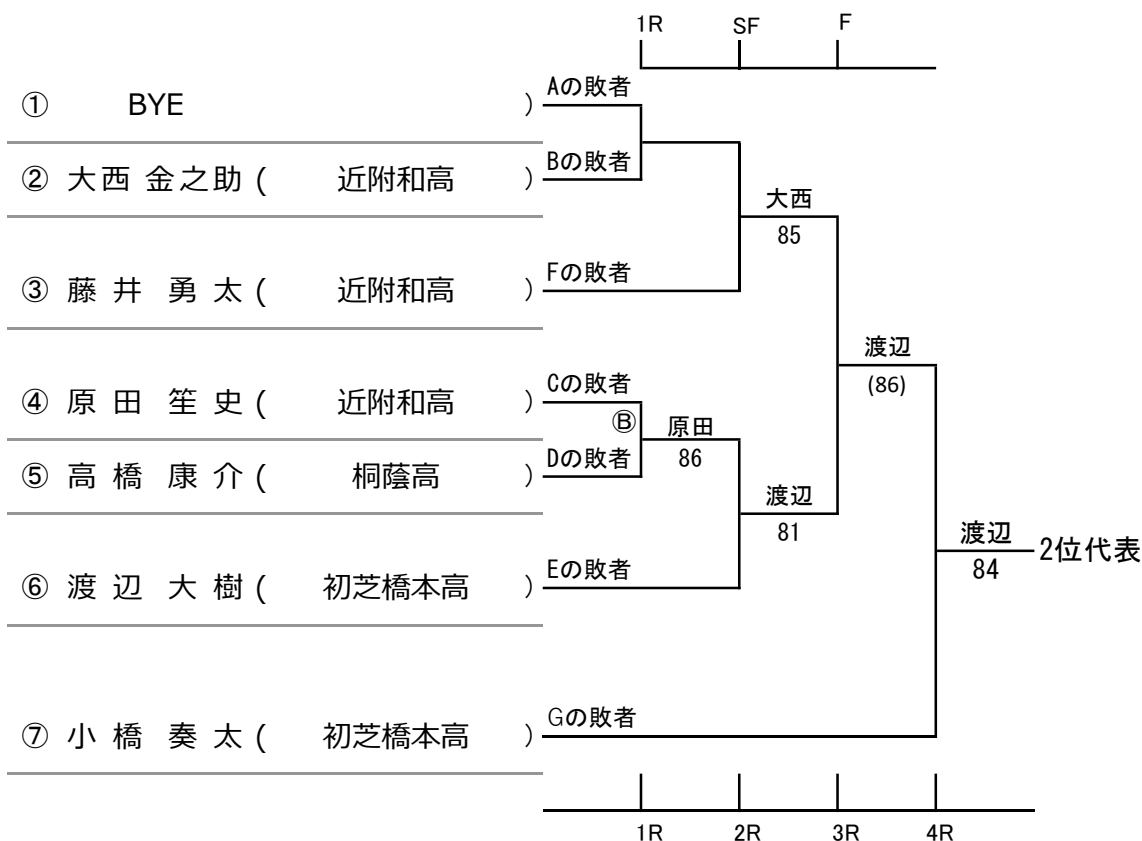 1R SF F
Aの敗者
① BYE )
Bの敗者
② 大西 金之助 ( 近附和高 )
大西
85
Fの敗者
③ 藤 井 勇 太 ( 近附和高 )
渡辺
(86)
Cの敗者
④ 原 田 笙 史 ( 近附和高 )
Ⓑ 原田
86
Dの敗者
⑤ 高 橋 康 介 ( 桐蔭高 )
渡辺
81
渡辺
84
2位代表
Eの敗者
⑥ 渡 辺 大 樹 ( 初芝橋本高 )
Gの敗者
⑦ 小 橋 奏 太 ( 初芝橋本高 )
1R 2R 3R 4R